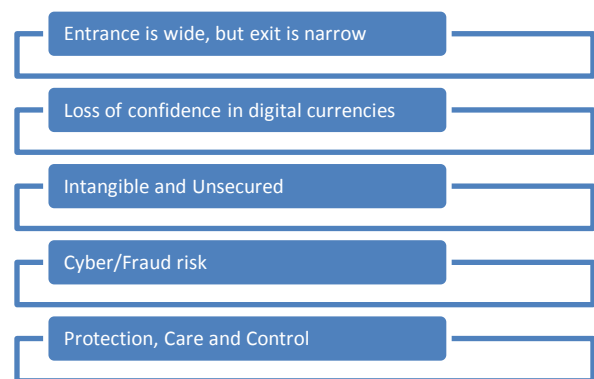 Entrance is wide, but exit is narrow
Loss of confidence in digital currencies
Intangible and Unsecured
Cyber/Fraud risk
Protection, Care and Control